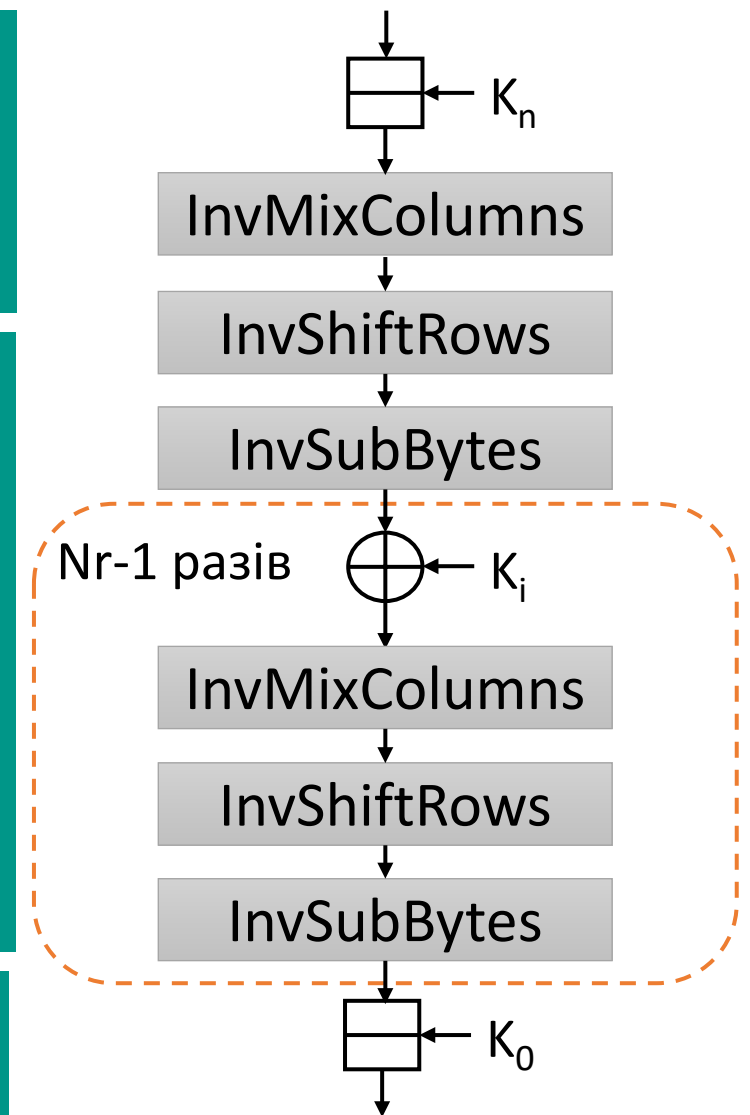 Kₙ
InvMixColumns
InvShiftRows
InvSubBytes
Nr-1 разів
Kᵢ
InvMixColumns
InvShiftRows
InvSubBytes
K₀